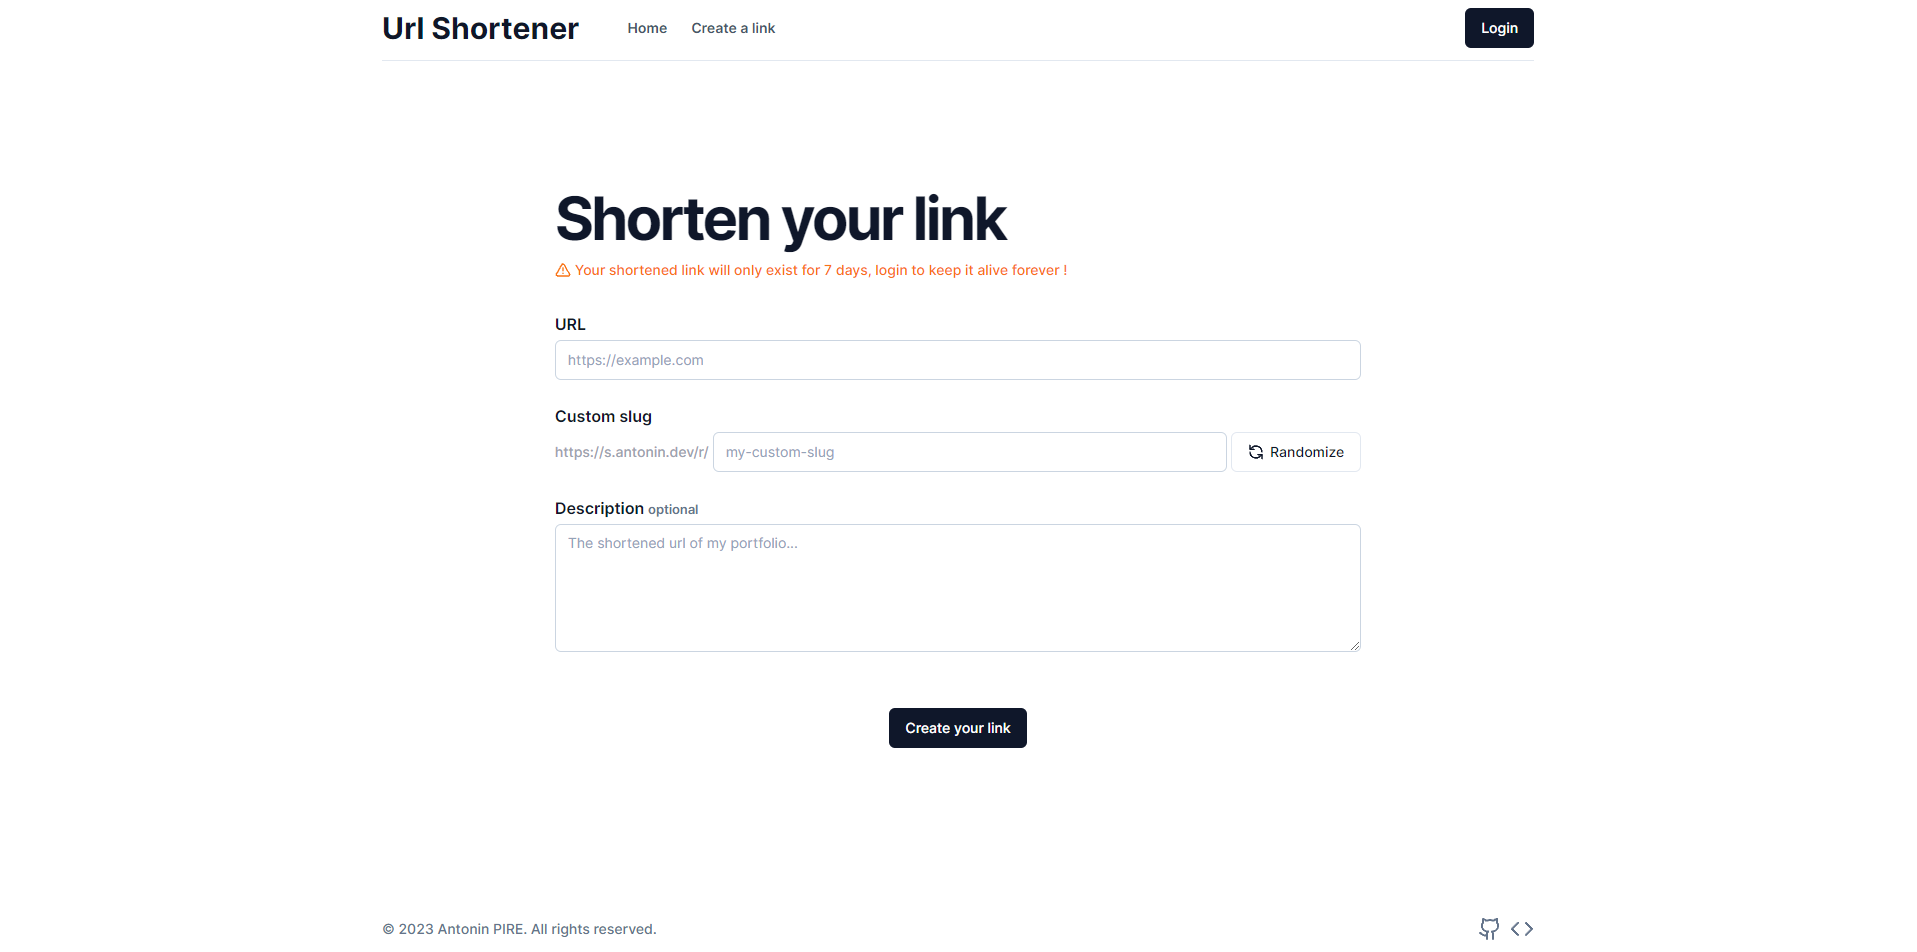 Url Shortener Home Create a link Login
Shorten your link
Your shortened link will only exist for 7 days, login to keep it alive forever !
URL
https://example.com
Custom slug
https://s.antonin.dev/r/ my-custom-slug Randomize
Description optional
The shortened url of my portfolio...
Create your link
© 2023 Antonin PIRE. All rights reserved.